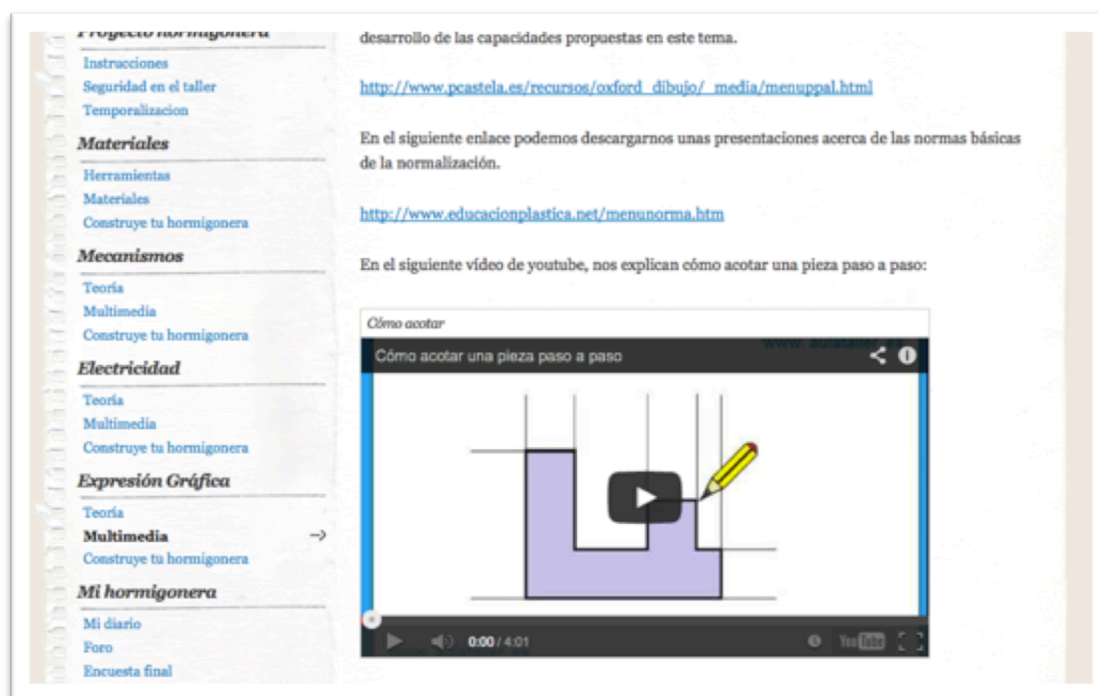 Proyecto hormigonera
Instrucciones
Seguridad en el taller
Temporalizacion
Materiales
Herramientas
Materiales
Construye tu hormigonera
Mecanismos
Teoría
Multimedia
Construye tu hormigonera
Electricidad
Teoría
Multimedia
Construye tu hormigonera
Expresión Gráfica
Teoría
Multimedia -->
Construye tu hormigonera
Mi hormigonera
Mi diario
Foro
Encuesta final
desarrollo de las capacidades propuestas en este tema.
http://www.pcastela.es/recursos/oxford_dibujo/_media/menuppal.html
En el siguiente enlace podemos descargarnos unas presentaciones acerca de las normas básicas
de la normalización.
http://www.educacionplastica.net/menunorma.htm
En el siguiente vídeo de youtube, nos explican cómo acotar una pieza paso a paso:
Cómo acotar
Cómo acotar una pieza paso a paso
0:00 / 4:01
YouTube